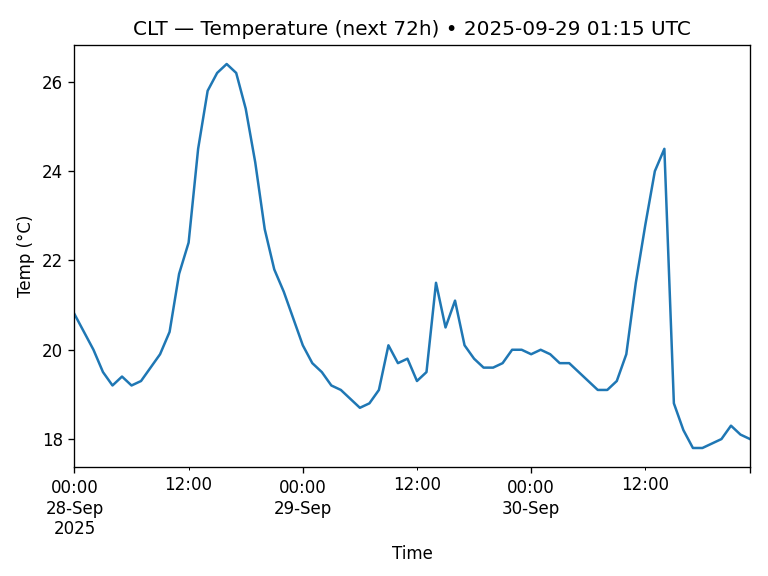 CLT — Temperature (next 72h) • 2025-09-29 01:15 UTC
Temp (°C)
26
24
22
20
18
00:00 12:00 00:00 12:00 00:00 12:00
28-Sep 29-Sep 30-Sep
2025
Time